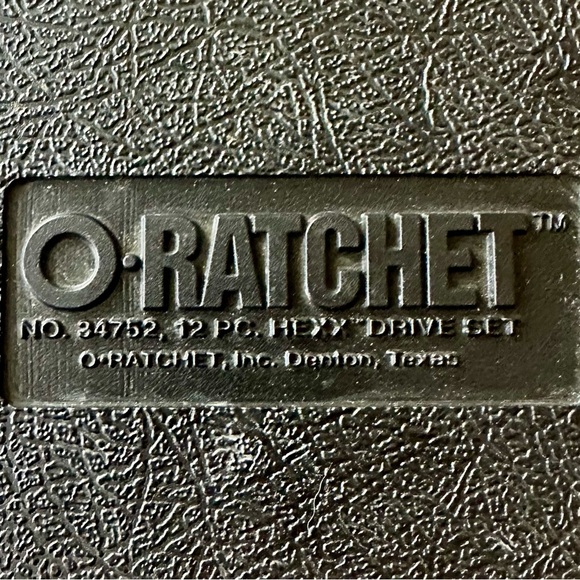 O•RATCHET™
NO. 34752, 12 PC. HEXX™ DRIVE SET
O•RATCHET, Inc. Denton, Texas